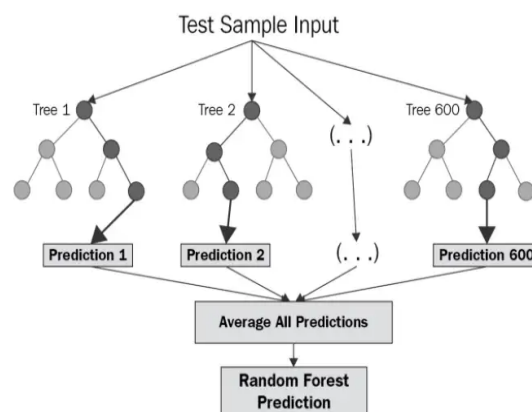 Test Sample Input
Tree 1
Tree 2
Tree 600
(. . .)
Prediction 1
Prediction 2
(. . .)
Prediction 600
Average All Predictions
Random Forest
Prediction